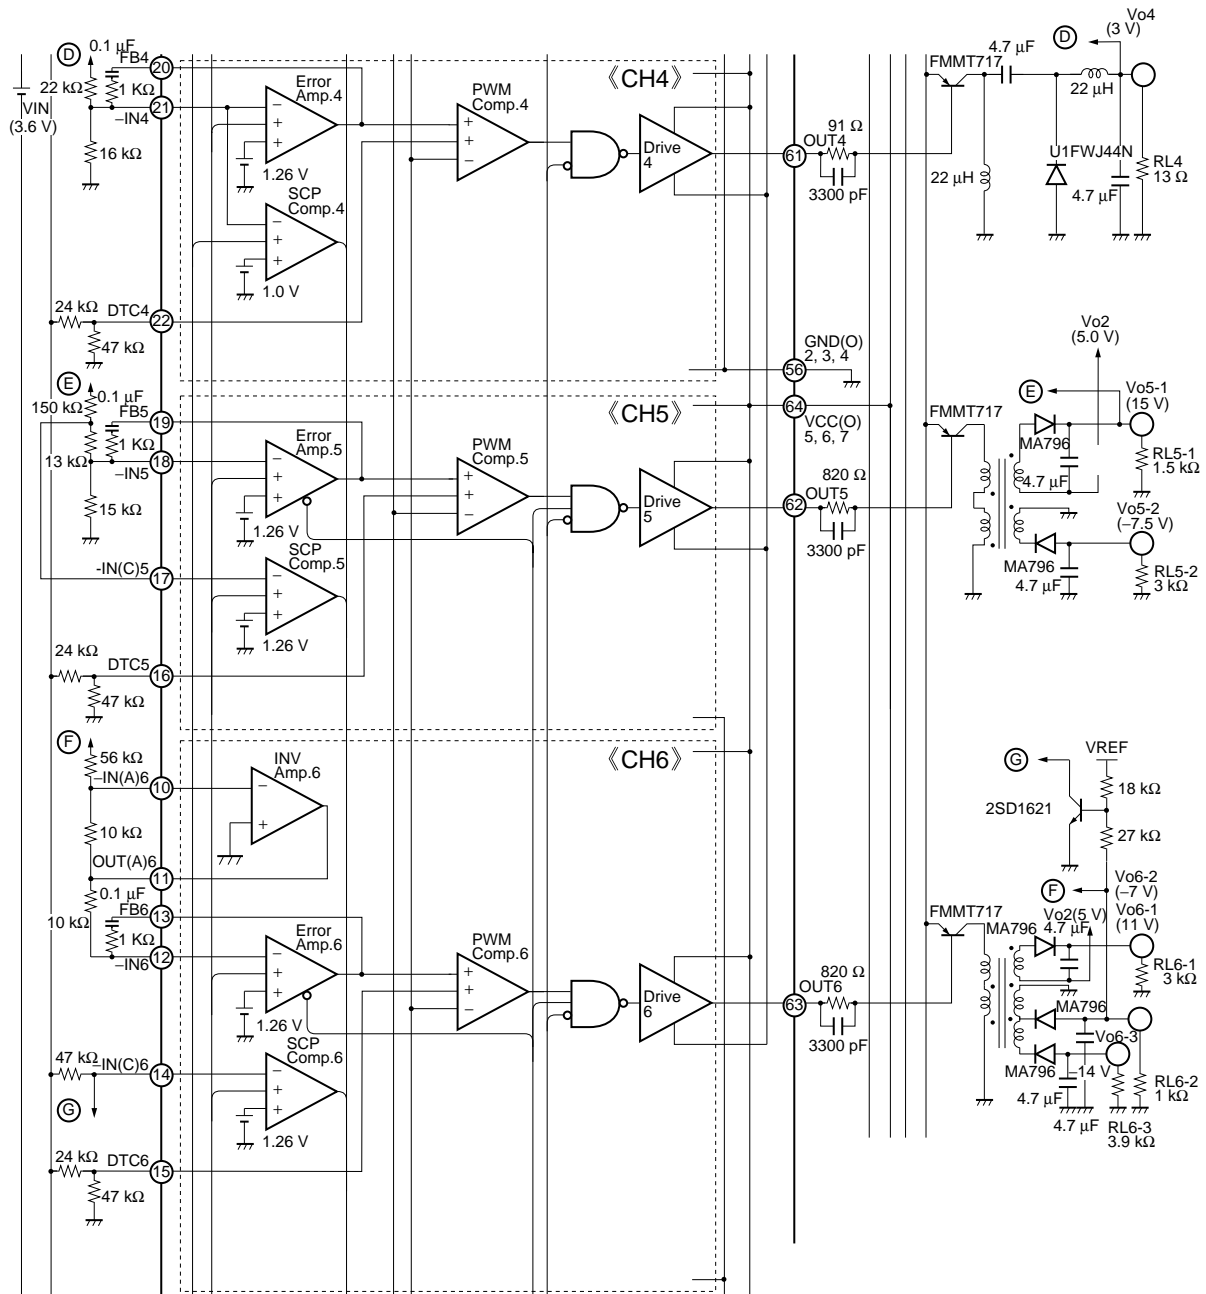 VIN
(3.6 V)
D
0.1 µF
FB4
20
22 kΩ
1 KΩ
21
–IN4
16 kΩ
Error
Amp.4
–
+
+
1.26 V
SCP
Comp.4
–
+
+
1.0 V
PWM
Comp.4
+
+
–
《CH4》
Drive
4
61
OUT4
91 Ω
3300 pF
24 kΩ
DTC4
22
47 kΩ
FMMT717
4.7 µF
D
Vo4
(3 V)
22 µH
22 µH
U1FWJ44N
4.7 µF
RL4
13 Ω
GND(O)
2, 3, 4
56
64
VCC(O)
5, 6, 7
E
0.1 µF
150 kΩ
FB5
19
1 KΩ
13 kΩ
18
–IN5
15 kΩ
-IN(C)5
17
24 kΩ
DTC5
16
47 kΩ
《CH5》
Error
Amp.5
–
+
+
1.26 V
SCP
Comp.5
–
+
+
1.26 V
PWM
Comp.5
+
+
–
Drive
5
62
OUT5
820 Ω
3300 pF
FMMT717
Vo2
(5.0 V)
E
Vo5-1
(15 V)
MA796
4.7 µF
RL5-1
1.5 kΩ
Vo5-2
(–7.5 V)
MA796
4.7 µF
RL5-2
3 kΩ
F
56 kΩ
–IN(A)6
10
10 kΩ
OUT(A)6
11
0.1 µF
FB6
13
10 kΩ
1 KΩ
12
–IN6
47 kΩ
–IN(C)6
14
G
24 kΩ
DTC6
15
47 kΩ
《CH6》
INV
Amp.6
–
+
Error
Amp.6
–
+
+
1.26 V
SCP
Comp.6
–
+
+
1.26 V
PWM
Comp.6
+
+
–
Drive
6
63
OUT6
820 Ω
3300 pF
G
VREF
18 kΩ
2SD1621
27 kΩ
F
Vo6-2
(–7 V)
FMMT717
Vo2(5 V)
Vo6-1
(11 V)
MA796
4.7 µF
RL6-1
3 kΩ
MA796
Vo6-3
–14 V
MA796
4.7 µF
4.7 µF
RL6-2
1 kΩ
RL6-3
3.9 kΩ